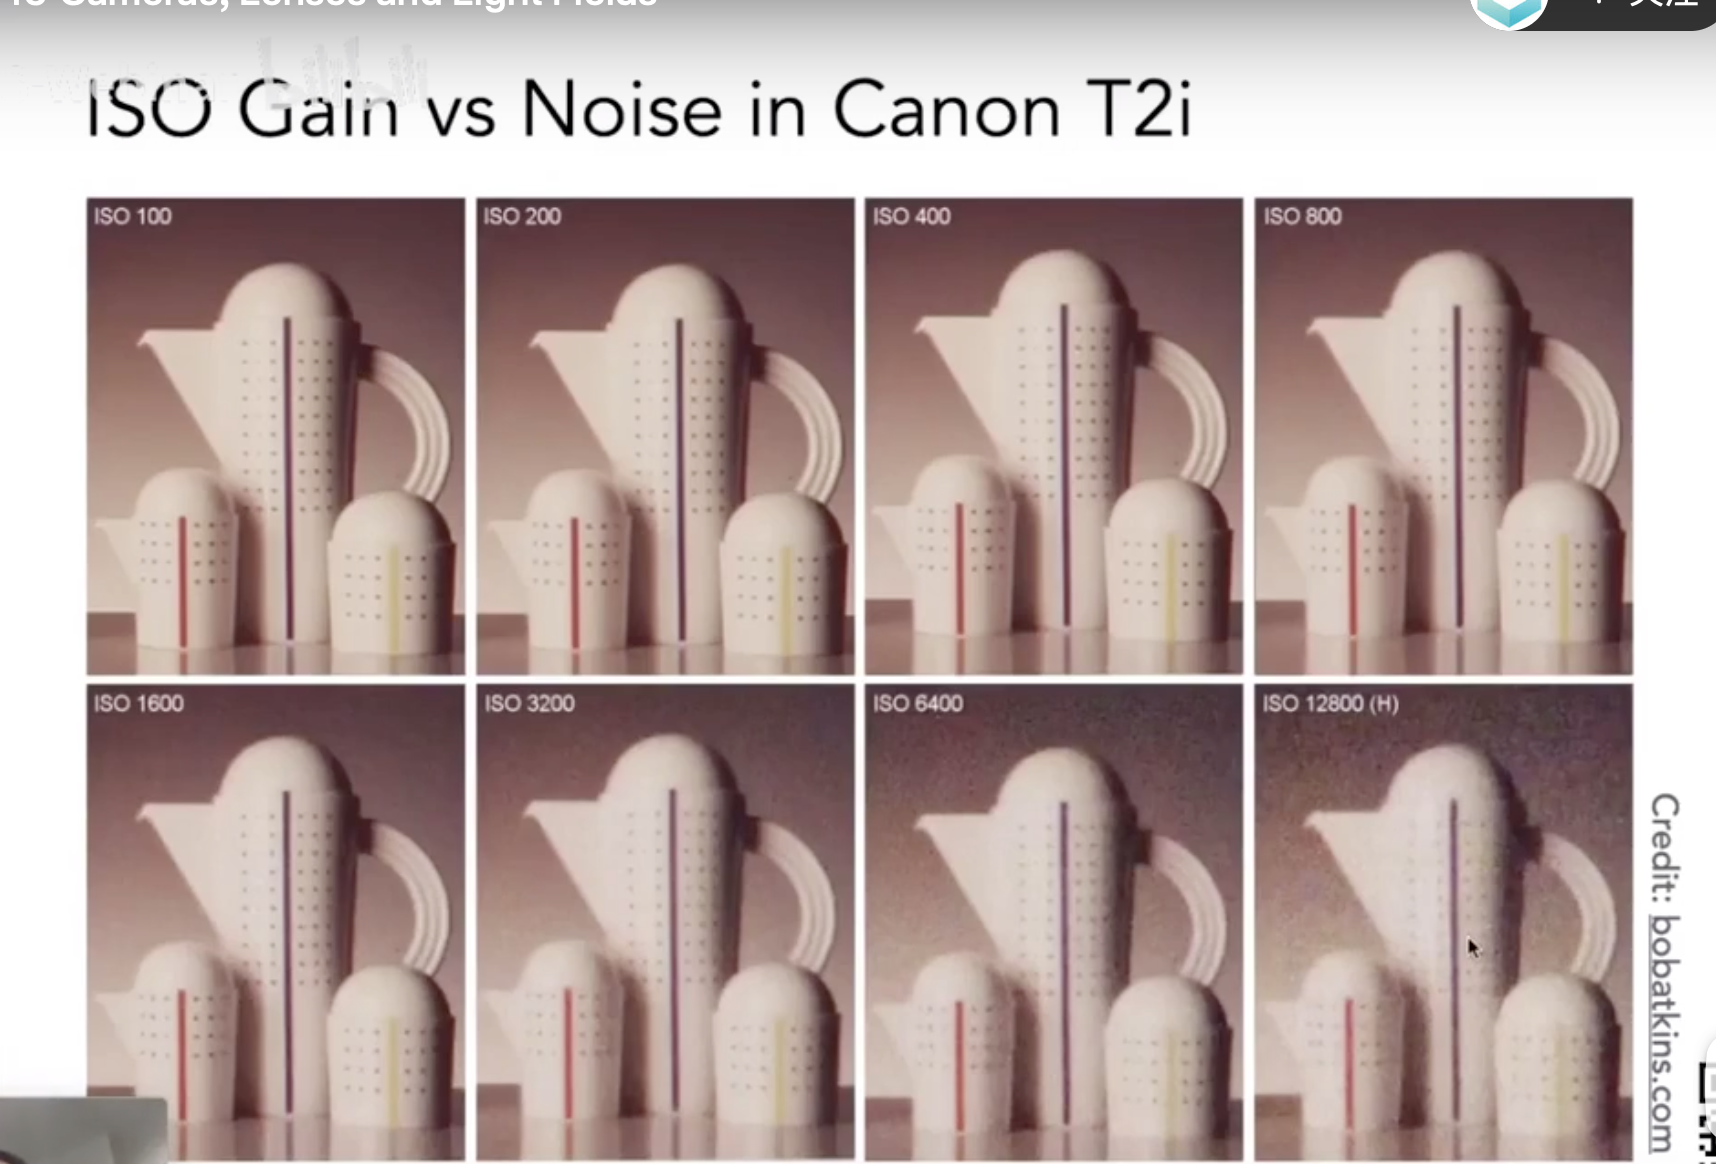 Cameras, Lenses and Light Fields
关注
ISO Gain vs Noise in Canon T2i
ISO 100
ISO 200
ISO 400
ISO 800
ISO 1600
ISO 3200
ISO 6400
ISO 12800 (H)
Credit: bobatkins.com